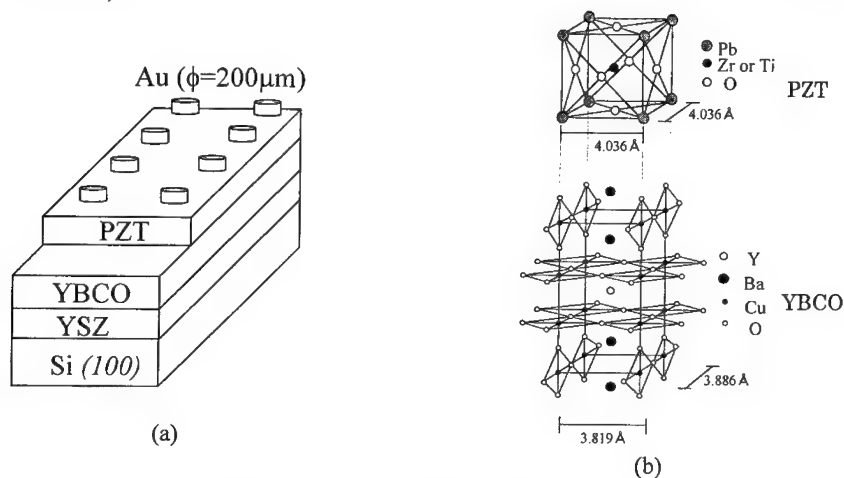 Au (ϕ=200μm)
PZT
YBCO
YSZ
Si (100)
(a)
Pb
Zr or Ti
O
PZT
4.036 Å
4.036 Å
Y
Ba
Cu
O
YBCO
3.886 Å
3.819 Å
(b)